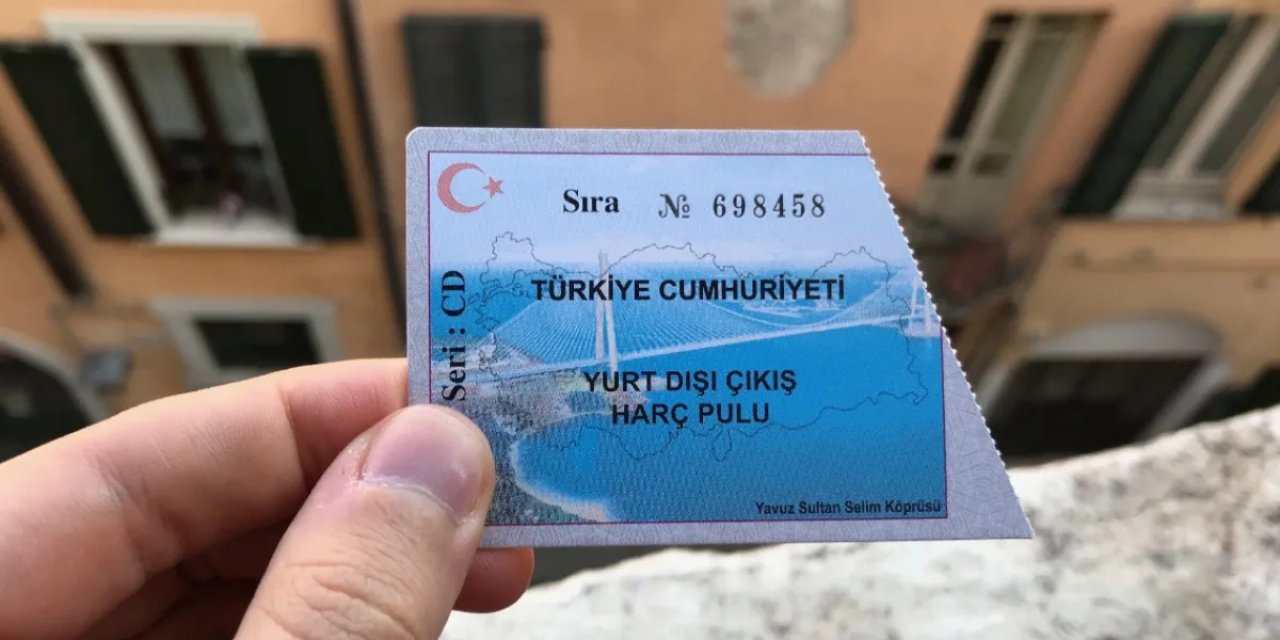 Sıra № 698458
Seri : CD
TÜRKİYE CUMHURİYETİ
YURT DIŞI ÇIKIŞ
HARÇ PULU
Yavuz Sultan Selim Köprüsü